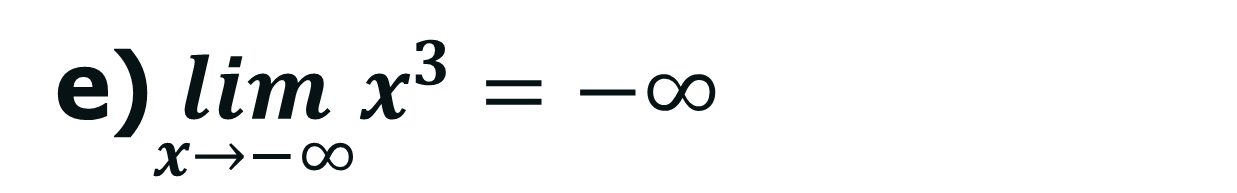 e) lim x³ = −∞
x→−∞